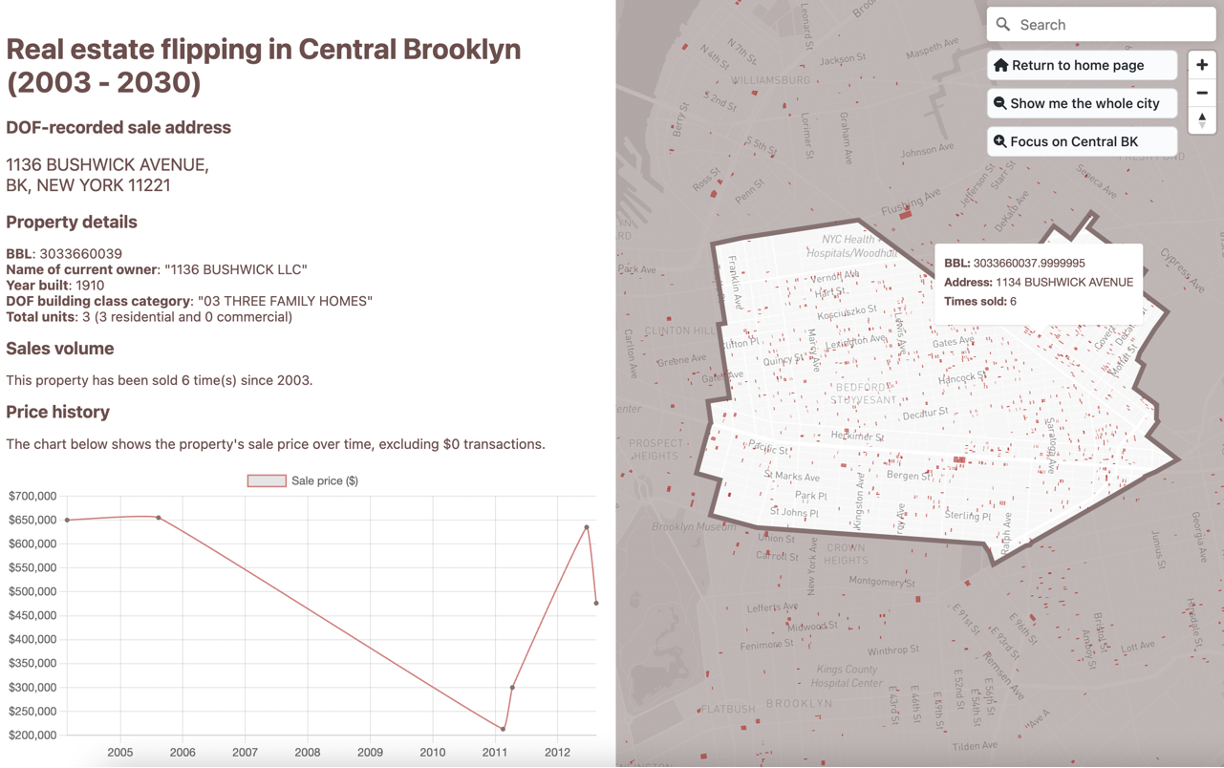 Real estate flipping in Central Brooklyn
(2003 - 2030)
DOF-recorded sale address
1136 BUSHWICK AVENUE,
BK, NEW YORK 11221
Property details
BBL: 3033660039
Name of current owner: "1136 BUSHWICK LLC"
Year built: 1910
DOF building class category: "03 THREE FAMILY HOMES"
Total units: 3 (3 residential and 0 commercial)
Sales volume
This property has been sold 6 time(s) since 2003.
Price history
The chart below shows the property's sale price over time, excluding $0 transactions.
Sale price ($)
$700,000
$650,000
$600,000
$550,000
$500,000
$450,000
$400,000
$350,000
$300,000
$250,000
$200,000
2005 2006 2007 2008 2009 2010 2011 2012
Search
Return to home page
Show me the whole city
Focus on Central BK
+
−
BBL: 3033660037.9999995
Address: 1134 BUSHWICK AVENUE
Times sold: 6
Leonard St
N 7th St
N 4th St
Maspeth Ave
Jackson St
WILLIAMSBURG
S 2nd St
Berry St
Lorimer St
Graham Ave
S 5th St
Johnson Ave
Ross St
Penn St
Jefferson St
Starr St
Seneca Ave
DeKalb Ave
Flushing Ave
NYC Health +
Hospitals/Woodhull
Cypress Ave
Park Ave
Franklin Ave
Vernon Ave
Hart St
Kosciuszko St
Lewis Ave
CLINTON HILL
Clifton Pl
Marcy Ave
Lexington Ave
Gates Ave
Moffat St
Carlton Ave
Greene Ave
Quincy St
Gates Ave
Hancock St
BEDFORD
STUYVESANT
Decatur St
Herkimer St
Saratoga Ave
PROSPECT
HEIGHTS
Pacific St
St Marks Ave
Bergen St
Kingston Ave
Park Pl
St Johns Pl
Sterling Pl
Ralph Ave
Brooklyn Museum
Union St
Carroll St
New York Ave
CROWN
HEIGHTS
Georgia Ave
Junius St
Montgomery St
Lefferts Ave
Midwood St
E 91st St
E 93rd St
E 96th St
Bristol St
Amboy St
Hinsdale St
Lott Ave
Fenimore St
Winthrop St
Remsen Ave
Kings County
Hospital Center
E 43rd St
E 46th St
E 49th St
E 52nd St
E 54th St
E 56th St
FLATBUSH
BROOKLYN
Ave A
Tilden Ave